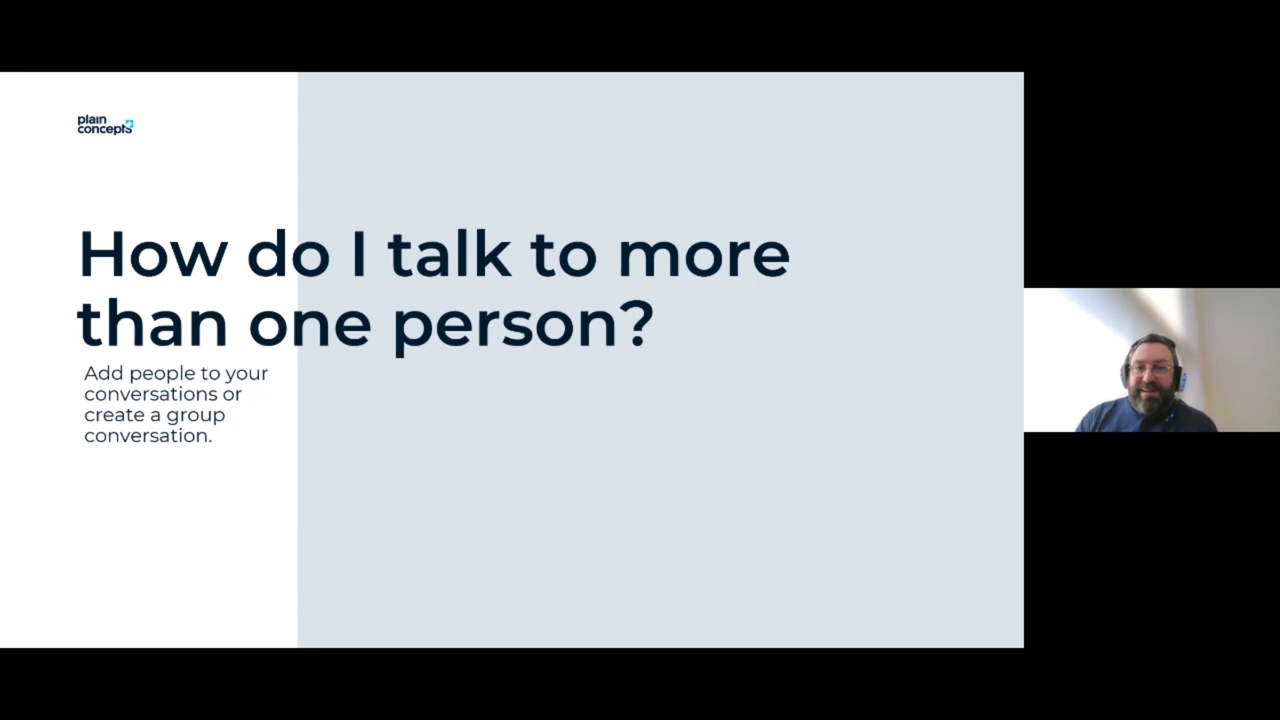 plain
concepts
How do I talk to more
than one person?
Add people to your
conversations or
create a group
conversation.